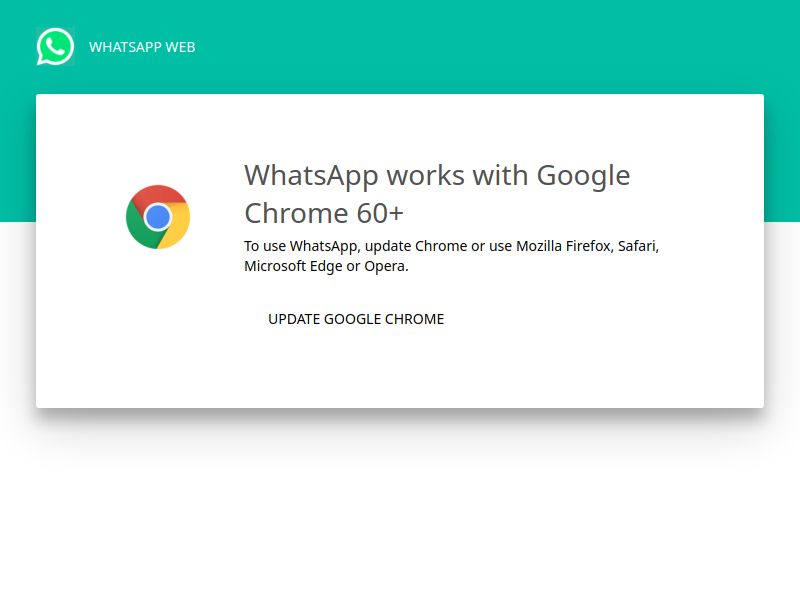 WHATSAPP WEB
WhatsApp works with Google
Chrome 60+
To use WhatsApp, update Chrome or use Mozilla Firefox, Safari,
Microsoft Edge or Opera.
UPDATE GOOGLE CHROME